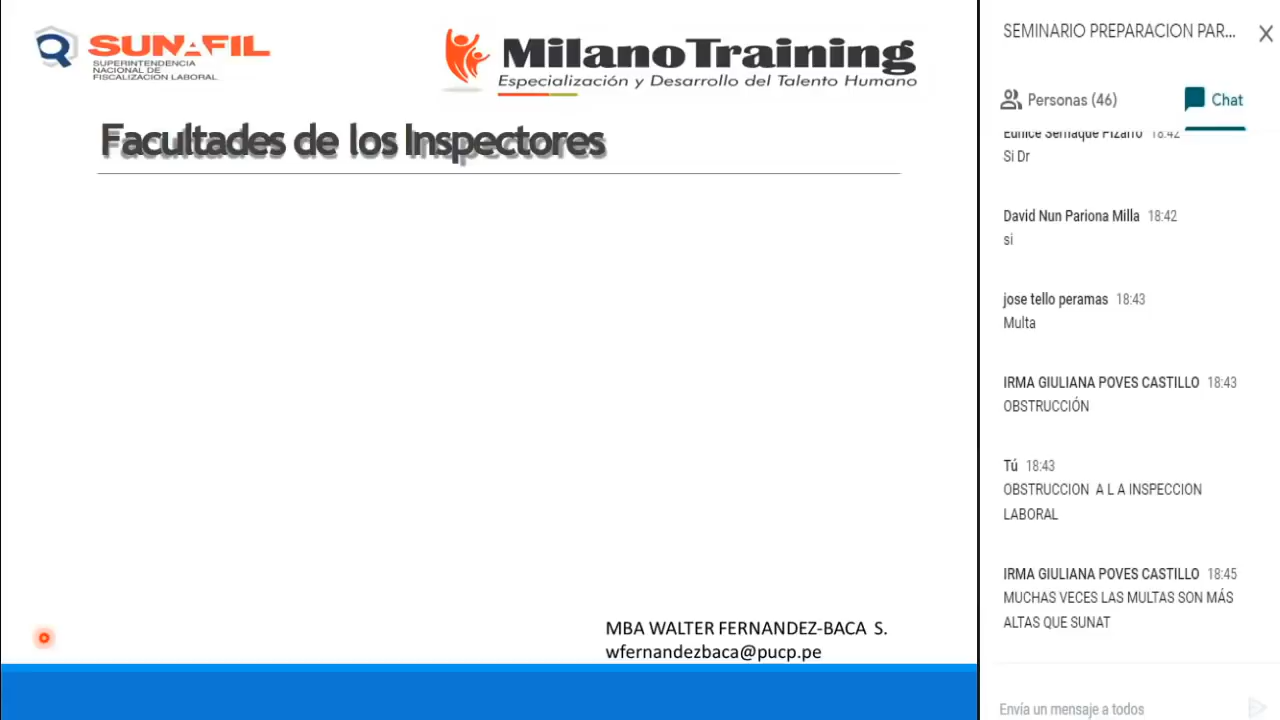 SUNAFIL
SUPERINTENDENCIA
NACIONAL DE
FISCALIZACIÓN LABORAL
MilanoTraining
Especialización y Desarrollo del Talento Humano
Facultades de los Inspectores
MBA WALTER FERNANDEZ-BACA S.
wfernandezbaca@pucp.pe
SEMINARIO PREPARACION PAR...
Personas (46)
Chat
Eunice Sernaque Pizarro 18:42
Si Dr
David Nun Pariona Milla 18:42
si
jose tello peramas 18:43
Multa
IRMA GIULIANA POVES CASTILLO 18:43
OBSTRUCCIÓN
Tú 18:43
OBSTRUCCION A L A INSPECCION
LABORAL
IRMA GIULIANA POVES CASTILLO 18:45
MUCHAS VECES LAS MULTAS SON MÁS
ALTAS QUE SUNAT
Envía un mensaje a todos